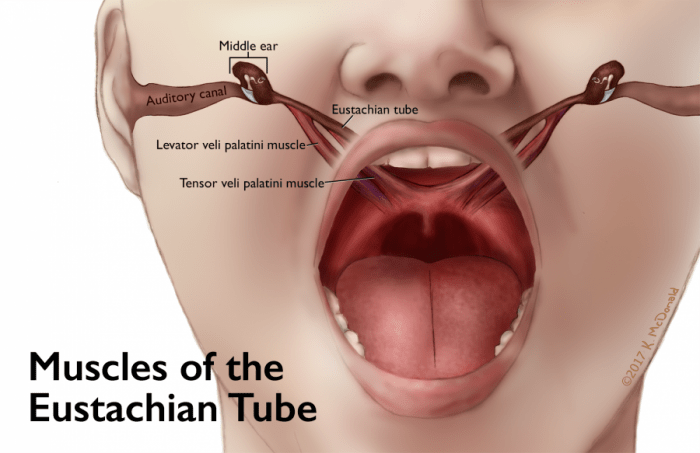 Middle ear
Auditory canal
Eustachian tube
Levator veli palatini muscle
Tensor veli palatini muscle
©2017 K McDonald
Muscles of the
Eustachian Tube